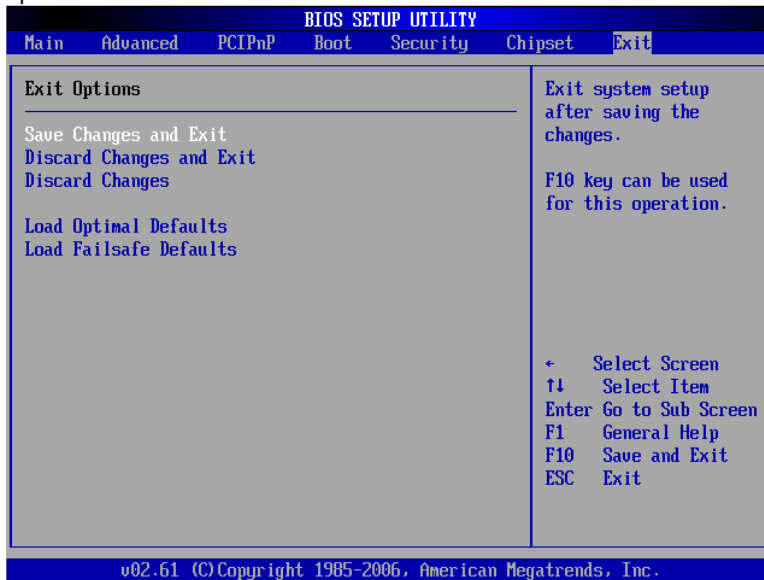 BIOS SETUP UTILITY
Main Advanced PCIPnP Boot Security Chipset Exit
Exit Options
Save Changes and Exit
Discard Changes and Exit
Discard Changes
Load Optimal Defaults
Load Failsafe Defaults
Exit system setup
after saving the
changes.
F10 key can be used
for this operation.
← Select Screen
↑↓ Select Item
Enter Go to Sub Screen
F1 General Help
F10 Save and Exit
ESC Exit
v02.61 (C)Copyright 1985-2006, American Megatrends, Inc.